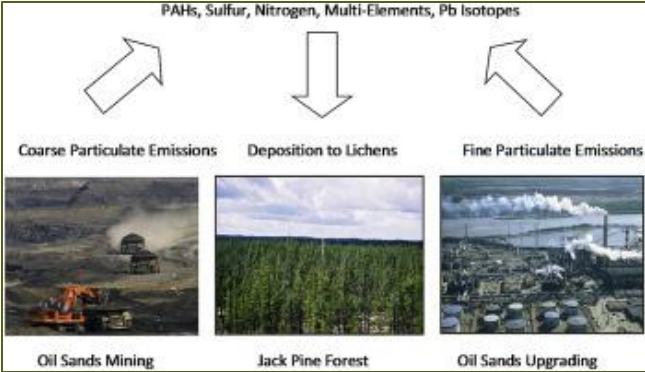 PAHs, Sulfur, Nitrogen, Multi-Elements, Pb Isotopes
Coarse Particulate Emissions
Deposition to Lichens
Fine Particulate Emissions
Oil Sands Mining
Jack Pine Forest
Oil Sands Upgrading